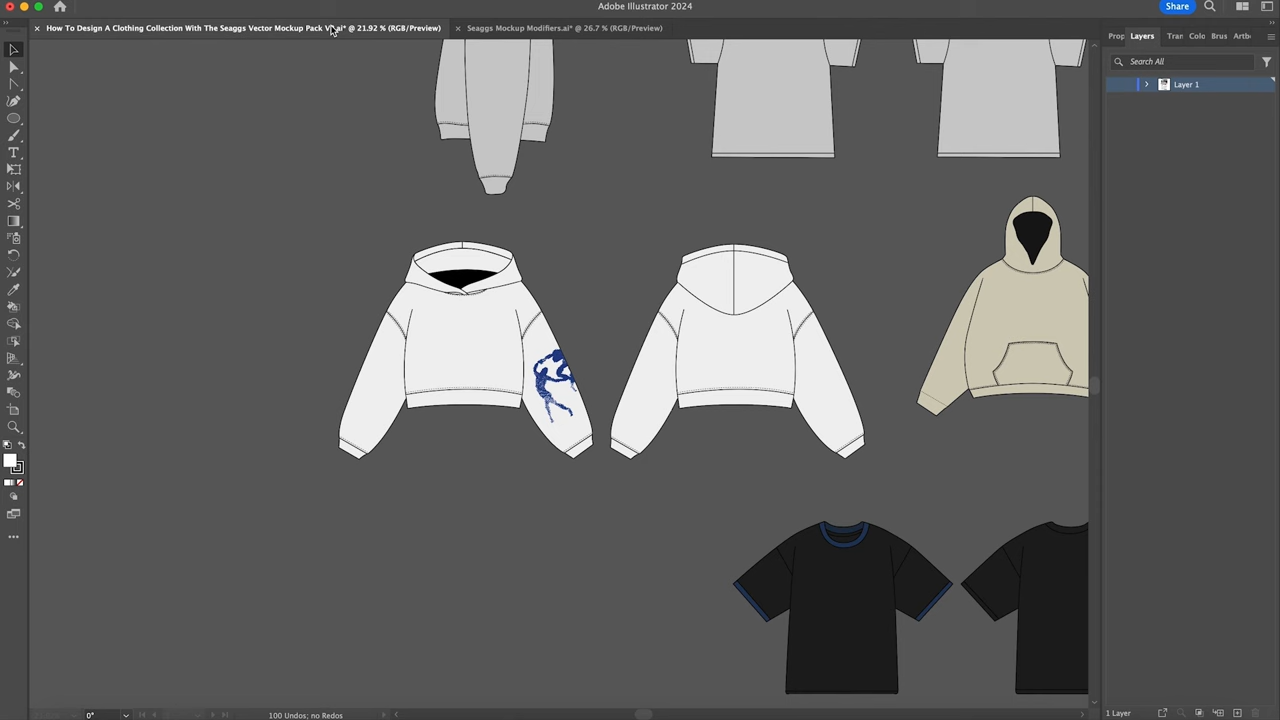 Adobe Illustrator 2024
Share
How To Design A Clothing Collection With The Seaggs Vector Mockup Pack V .ai* @ 21.92 % (RGB/Preview)
Seaggs Mockup Modifiers.ai* @ 26.7 % (RGB/Preview)
Prop
Layers
Tran
Colo
Brus
Artb
Search All
Layer 1
0°
100 Undos; no Redos
1 Layer